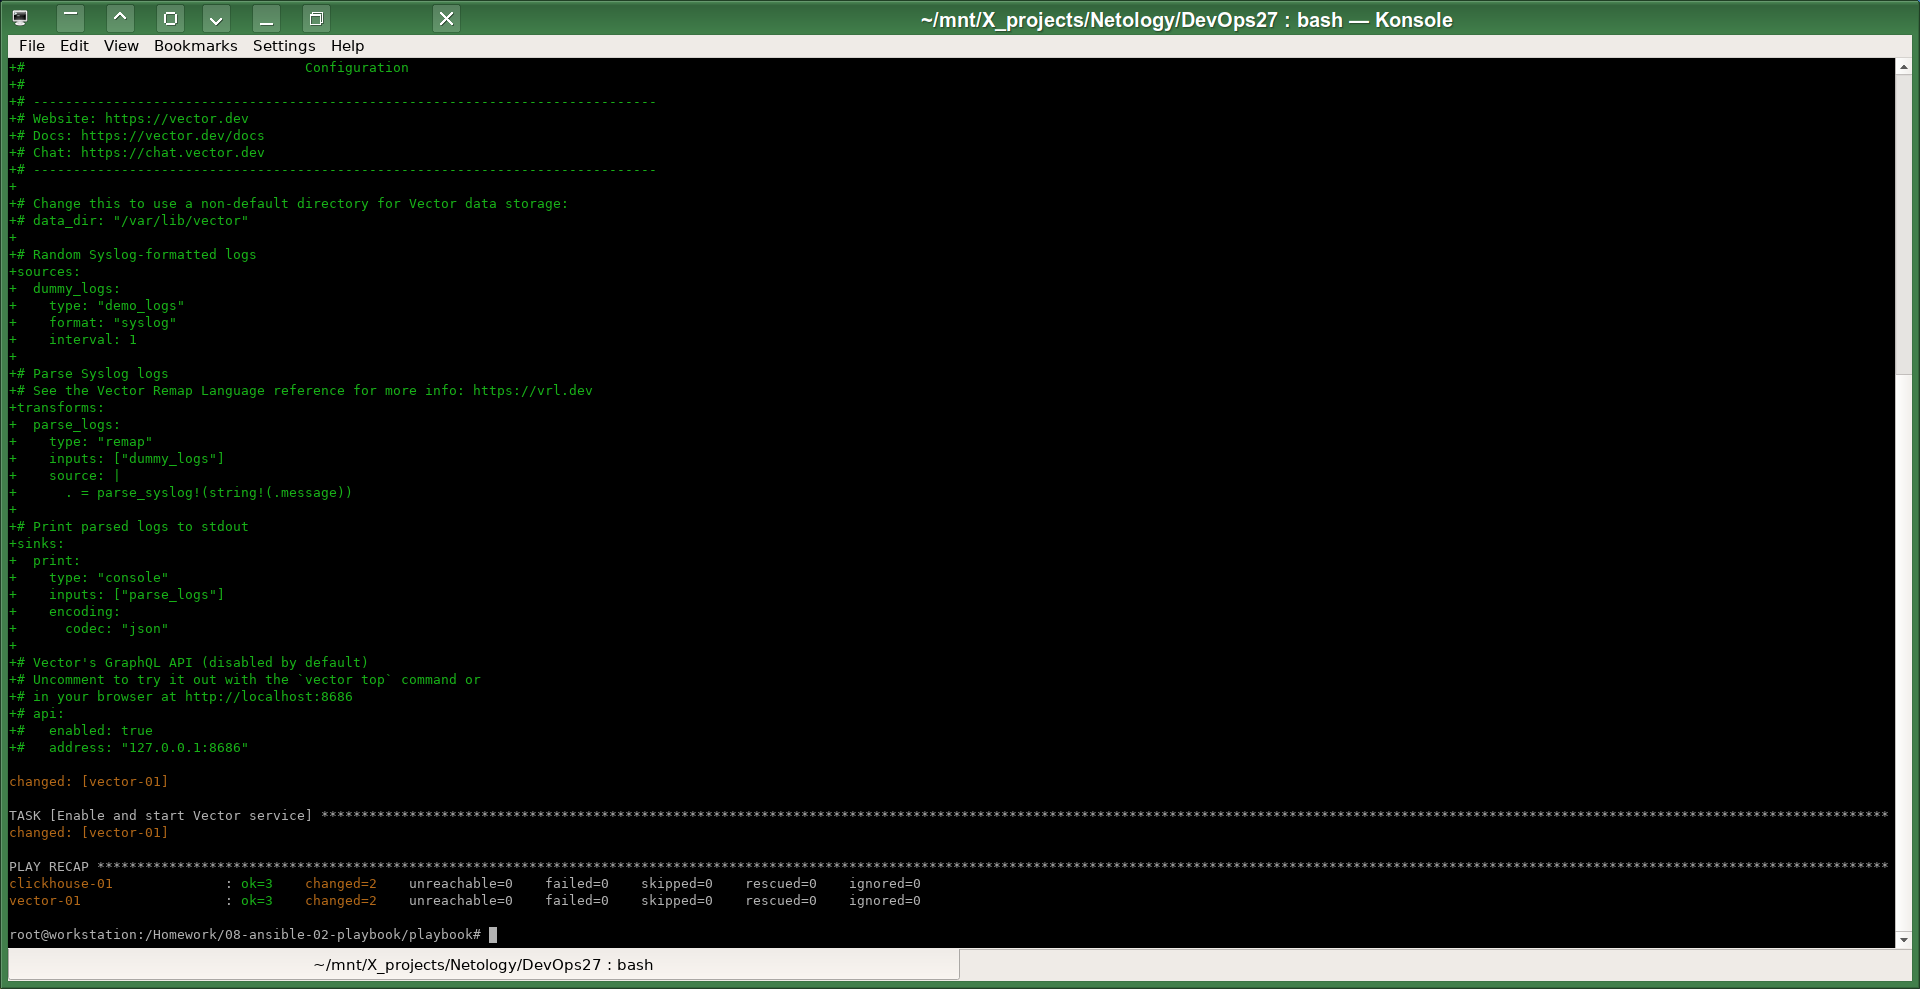 ~/mnt/X_projects/Netology/DevOps27 : bash — Konsole
File Edit View Bookmarks Settings Help
+#                                   Configuration
+#
+# ------------------------------------------------------------------------------
+# Website: https://vector.dev
+# Docs: https://vector.dev/docs
+# Chat: https://chat.vector.dev
+# ------------------------------------------------------------------------------
+
+# Change this to use a non-default directory for Vector data storage:
+# data_dir: "/var/lib/vector"
+
+# Random Syslog-formatted logs
+sources:
+  dummy_logs:
+    type: "demo_logs"
+    format: "syslog"
+    interval: 1
+
+# Parse Syslog logs
+# See the Vector Remap Language reference for more info: https://vrl.dev
+transforms:
+  parse_logs:
+    type: "remap"
+    inputs: ["dummy_logs"]
+    source: |
+      . = parse_syslog!(string!(.message))
+
+# Print parsed logs to stdout
+sinks:
+  print:
+    type: "console"
+    inputs: ["parse_logs"]
+    encoding:
+      codec: "json"
+
+# Vector's GraphQL API (disabled by default)
+# Uncomment to try it out with the `vector top` command or
+# in your browser at http://localhost:8686
+# api:
+#   enabled: true
+#   address: "127.0.0.1:8686"
changed: [vector-01]
TASK [Enable and start Vector service] ****************************************************************************************************************************************************************************************************
changed: [vector-01]
PLAY RECAP ********************************************************************************************************************************************************************************************************************************
clickhouse-01              : ok=3    changed=2    unreachable=0    failed=0    skipped=0    rescued=0    ignored=0
vector-01                  : ok=3    changed=2    unreachable=0    failed=0    skipped=0    rescued=0    ignored=0
root@workstation:/Homework/08-ansible-02-playbook/playbook#
~/mnt/X_projects/Netology/DevOps27 : bash